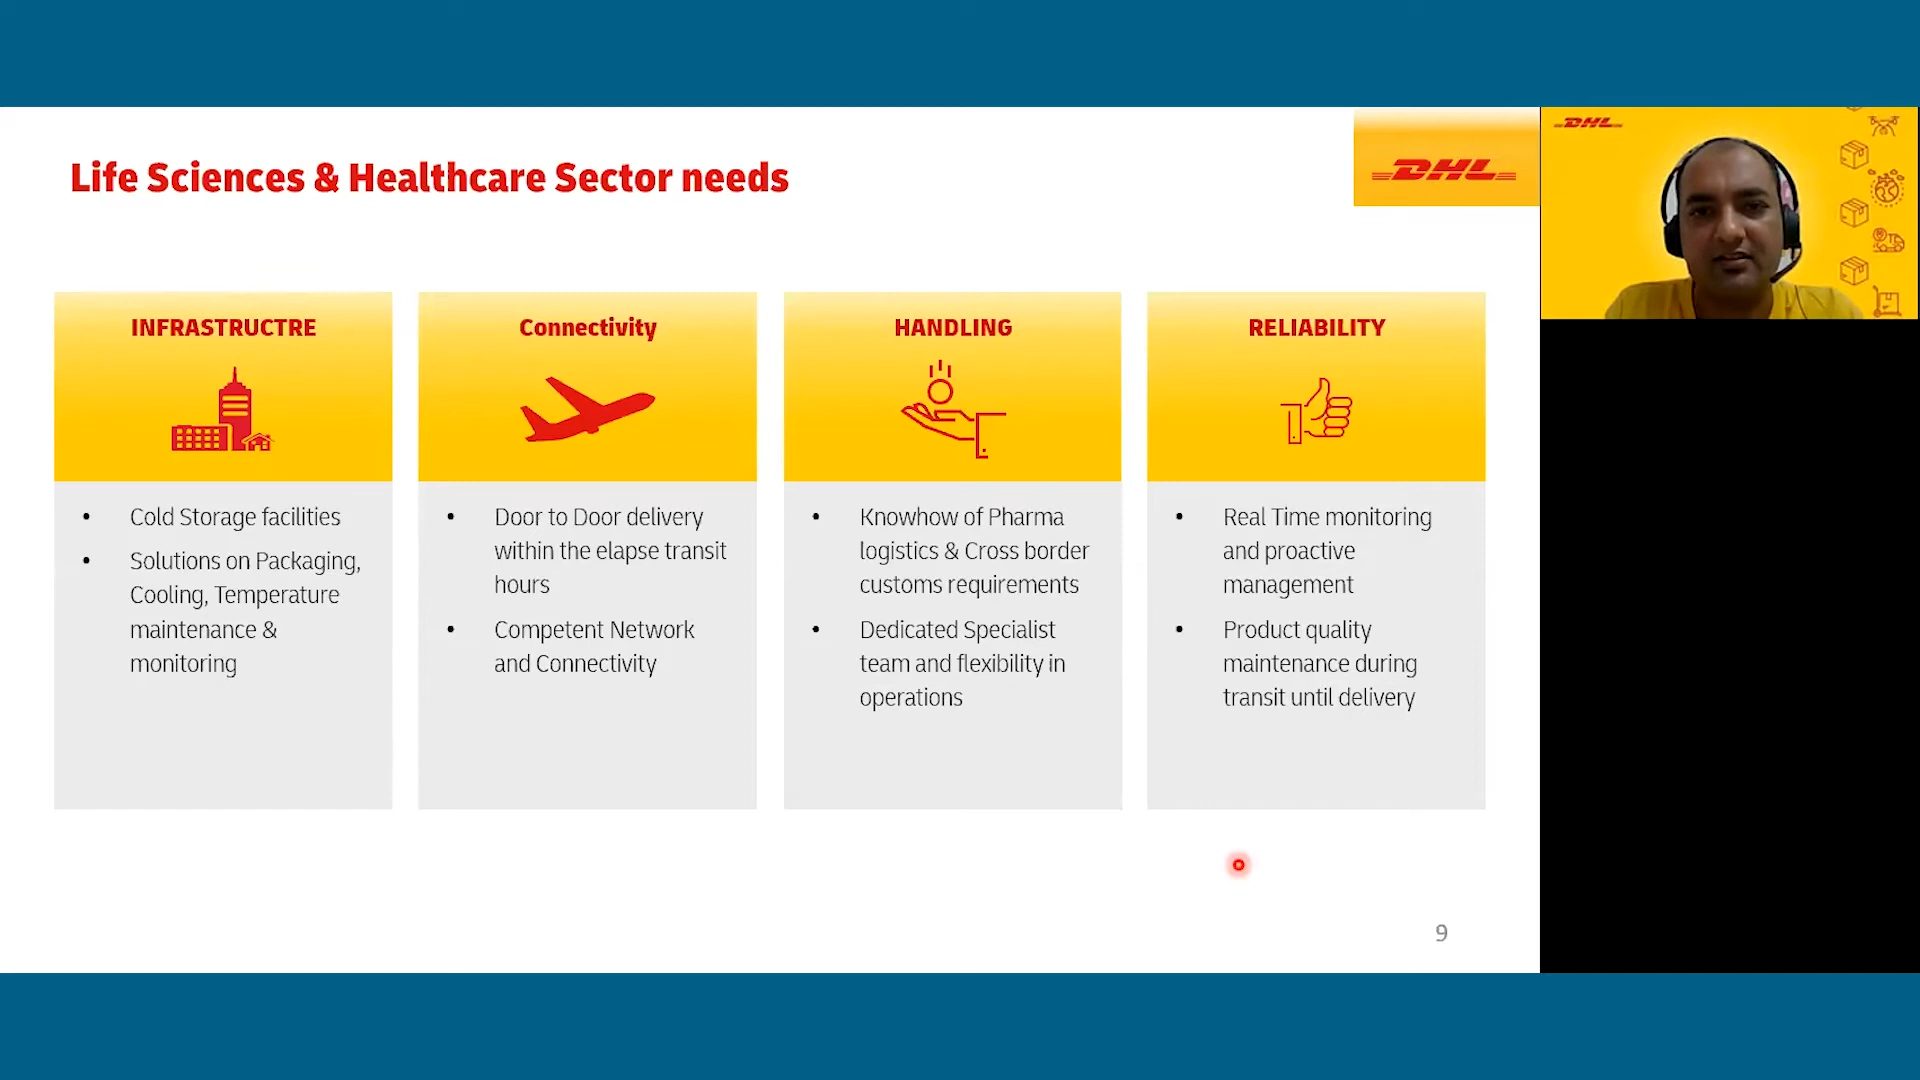 Life Sciences & Healthcare Sector needs
DHL
DHL
INFRASTRUCTRE
• Cold Storage facilities
• Solutions on Packaging,
Cooling, Temperature
maintenance &
monitoring
Connectivity
• Door to Door delivery
within the elapse transit
hours
• Competent Network
and Connectivity
HANDLING
• Knowhow of Pharma
logistics & Cross border
customs requirements
• Dedicated Specialist
team and flexibility in
operations
RELIABILITY
• Real Time monitoring
and proactive
management
• Product quality
maintenance during
transit until delivery
9